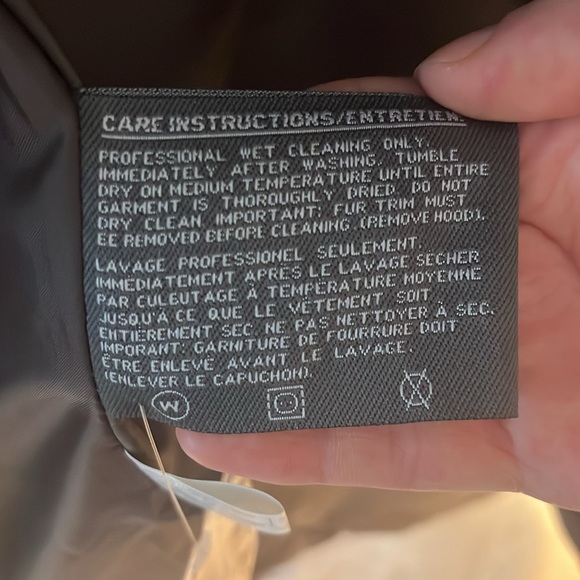 CARE INSTRUCTIONS/ENTRETIEN
PROFESSIONAL WET CLEANING ONLY.
IMMEDIATELY AFTER WASHING, TUMBLE
DRY ON MEDIUM TEMPERATURE UNTIL ENTIRE
GARMENT IS THOROUGHLY DRIED. DO NOT
DRY CLEAN IMPORTANT: FUR TRIM MUST
BE REMOVED BEFORE CLEANING (REMOVE HOOD).
LAVAGE PROFESSIONEL SEULEMENT.
IMMÉDIATEMENT APRÈS LE LAVAGE SÉCHER
PAR CULBUTAGE À TEMPÉRATURE MOYENNE
JUSQU'A CE QUE LE VÊTEMENT SOIT
ENTIÈREMENT SEC NE PAS NETTOYER À SEC.
IMPORANT: GARNITURE DE FOURRURE DOIT
ÊTRE ENLEVÉ AVANT LE LAVAGE.
(ENLEVER LE CAPUCHON).
W